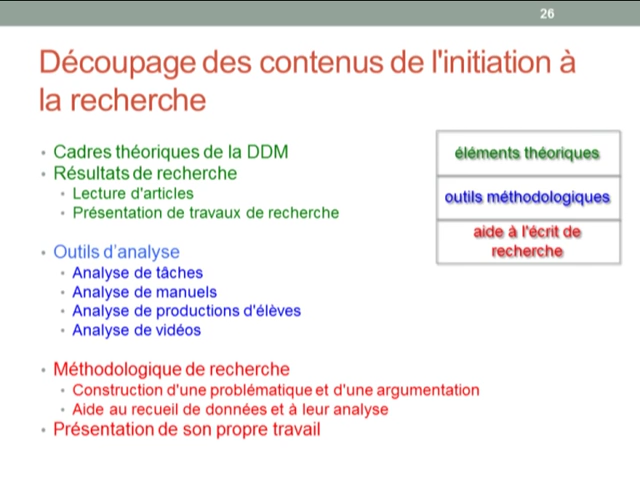 26
Découpage des contenus de l'initiation à
la recherche
• Cadres théoriques de la DDM
• Résultats de recherche
• Lecture d'articles
• Présentation de travaux de recherche
• Outils d'analyse
• Analyse de tâches
• Analyse de manuels
• Analyse de productions d'élèves
• Analyse de vidéos
• Méthodologique de recherche
• Construction d'une problématique et d'une argumentation
• Aide au recueil de données et à leur analyse
• Présentation de son propre travail
éléments théoriques
outils méthodologiques
aide à l'écrit de
recherche